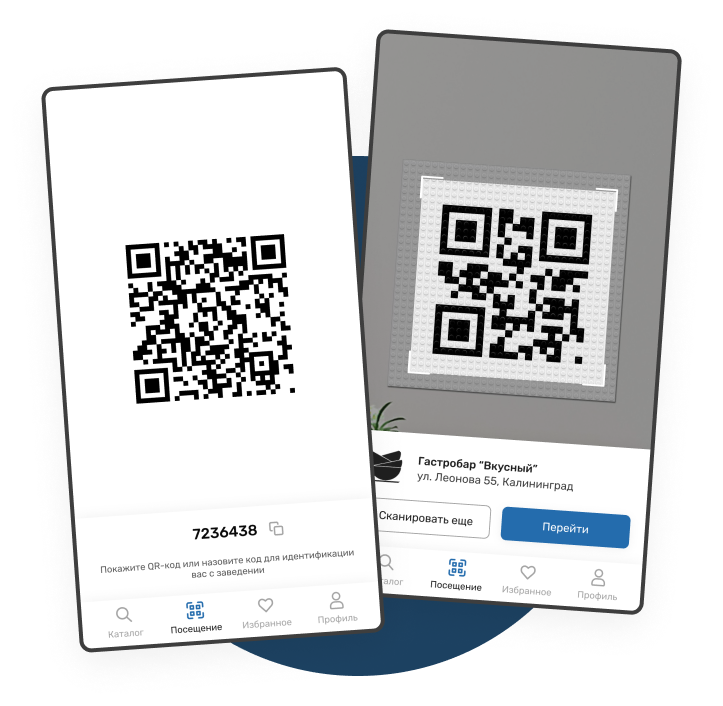 7236438
Покажите QR-код или назовите код для идентификации
вас с заведении
Каталог
Посещение
Избранное
Профиль
Гастробар "Вкусный"
ул. Леонова 55, Калининград
Сканировать еще
Перейти
алог
Посещение
Избранное
Профиль